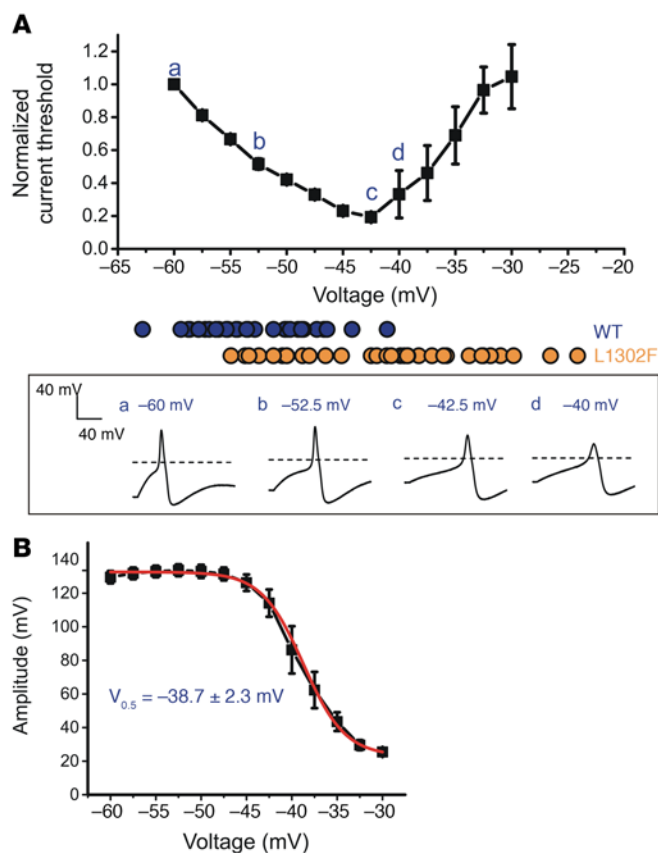 A
Normalized
current threshold
1.2
1.0
0.8
0.6
0.4
0.2
0.0
a
b
c
d
–65 –60 –55 –50 –45 –40 –35 –30 –25 –20
Voltage (mV)
WT
L1302F
40 mV
40 mV
a –60 mV b –52.5 mV c –42.5 mV d –40 mV
B
Amplitude (mV)
140
120
100
80
60
40
20
0
V0.5 = –38.7 ± 2.3 mV
–60 –55 –50 –45 –40 –35 –30
Voltage (mV)